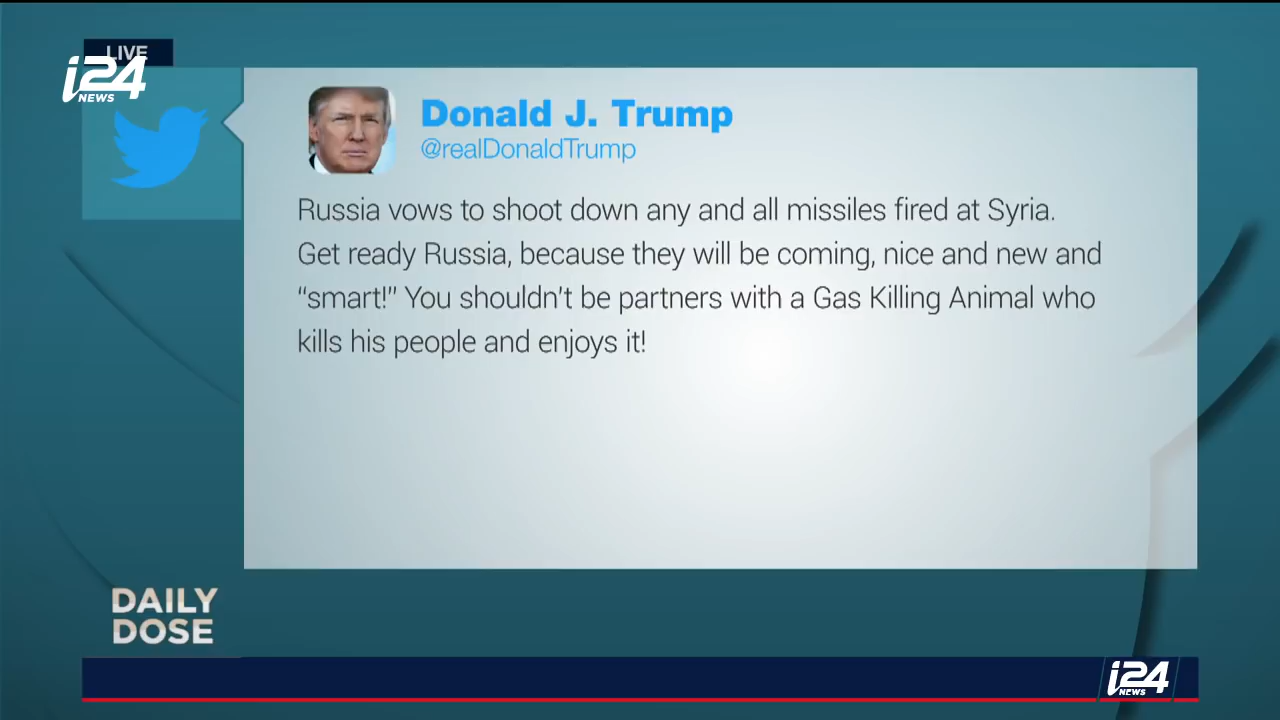 LIVE
i24
NEWS
Donald J. Trump
@realDonaldTrump
Russia vows to shoot down any and all missiles fired at Syria.
Get ready Russia, because they will be coming, nice and new and
“smart!” You shouldn’t be partners with a Gas Killing Animal who
kills his people and enjoys it!
DAILY
DOSE
i24
NEWS